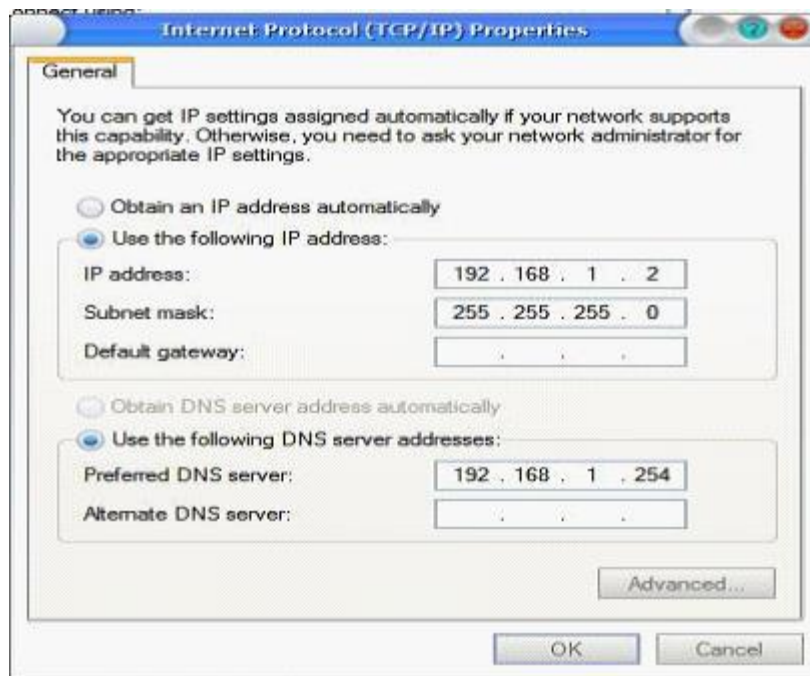 onnect using:
Internet Protocol (TCP/IP) Properties
General
You can get IP settings assigned automatically if your network supports
this capability. Otherwise, you need to ask your network administrator for
the appropriate IP settings.
Obtain an IP address automatically
Use the following IP address:
IP address: 192 . 168 . 1 . 2
Subnet mask: 255 . 255 . 255 . 0
Default gateway: . . .
Obtain DNS server address automatically
Use the following DNS server addresses:
Preferred DNS server: 192 . 168 . 1 . 254
Alternate DNS server: . . .
Advanced...
OK Cancel